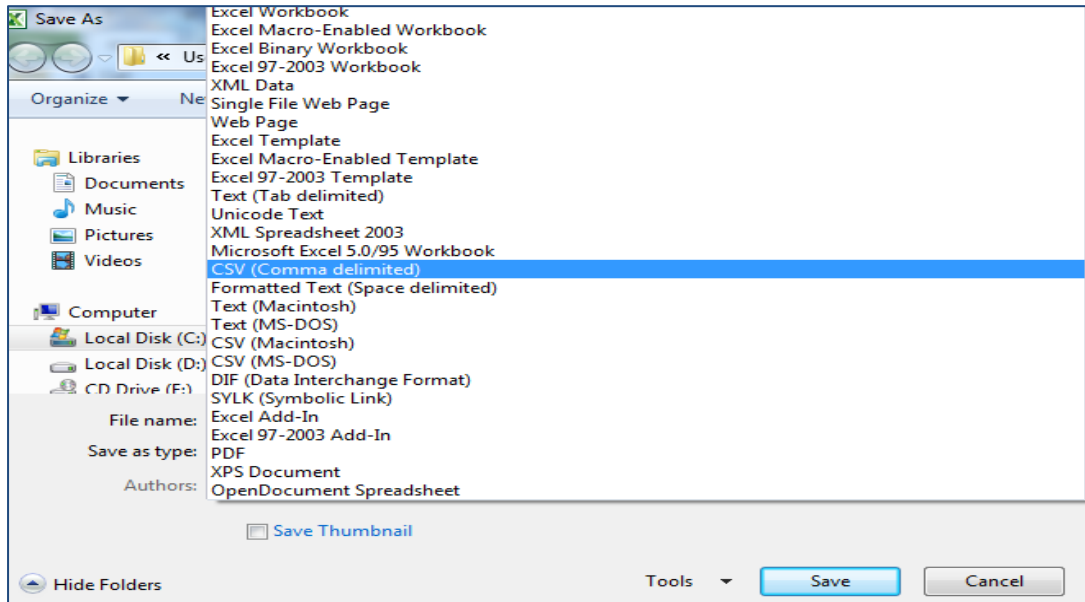 Save As
« Us
Organize
Ne
Libraries
Documents
Music
Pictures
Videos
Computer
Local Disk (C:)
Local Disk (D:)
CD Drive (F:)
Excel Workbook
Excel Macro-Enabled Workbook
Excel Binary Workbook
Excel 97-2003 Workbook
XML Data
Single File Web Page
Web Page
Excel Template
Excel Macro-Enabled Template
Excel 97-2003 Template
Text (Tab delimited)
Unicode Text
XML Spreadsheet 2003
Microsoft Excel 5.0/95 Workbook
CSV (Comma delimited)
Formatted Text (Space delimited)
Text (Macintosh)
Text (MS-DOS)
CSV (Macintosh)
CSV (MS-DOS)
DIF (Data Interchange Format)
SYLK (Symbolic Link)
Excel Add-In
Excel 97-2003 Add-In
PDF
XPS Document
OpenDocument Spreadsheet
File name:
Save as type:
Authors:
Save Thumbnail
Hide Folders
Tools
Save
Cancel